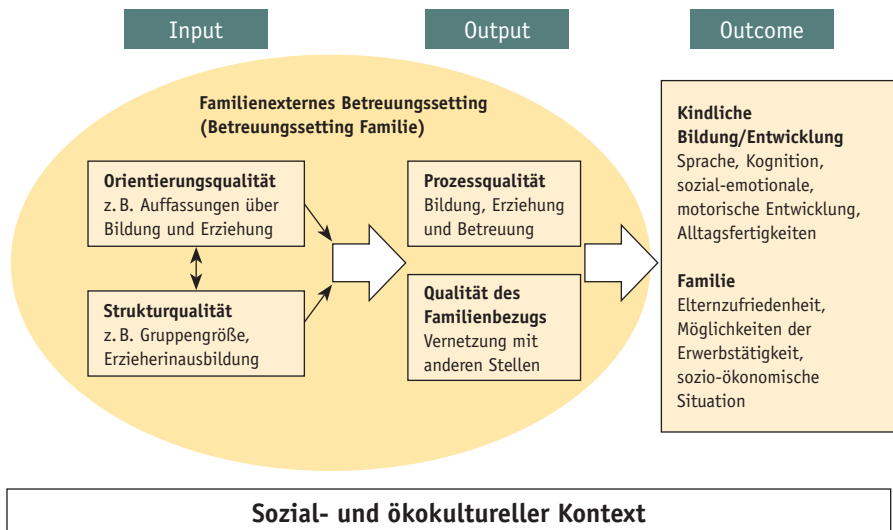 Input
Output
Outcome
Familienexternes Betreuungssetting
(Betreuungssetting Familie)
Orientierungsqualität
z. B. Auffassungen über
Bildung und Erziehung
Strukturqualität
z. B. Gruppengröße,
Erzieherinausbildung
Prozessqualität
Bildung, Erziehung
und Betreuung
Qualität des
Familienbezugs
Vernetzung mit
anderen Stellen
Kindliche
Bildung/Entwicklung
Sprache, Kognition,
sozial-emotionale,
motorische Entwicklung,
Alltagsfertigkeiten
Familie
Elternzufriedenheit,
Möglichkeiten der
Erwerbstätigkeit,
sozio-ökonomische
Situation
Sozial- und ökokultureller Kontext